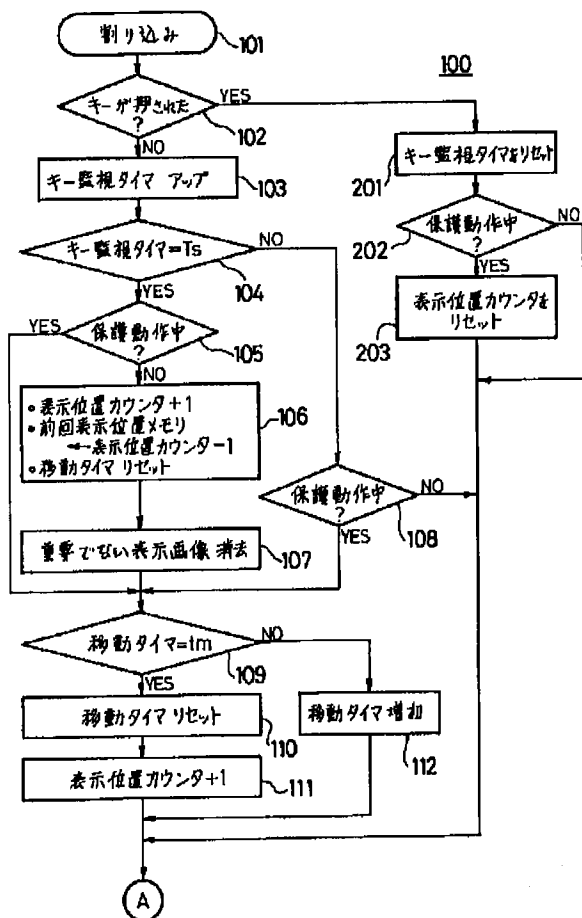 割り込み
101
100
キーが押された
?
YES
102
NO
キー監視タイマをリセット
201
キー監視タイマ アップ
103
保護動作中
?
NO
202
YES
キー監視タイマ=Ts
NO
104
YES
表示位置カウンタを
リセット
203
YES
保護動作中
?
105
NO
•表示位置カウンタ+1
•前回表示位置メモリ
←表示位置カウンタ-1
•移動タイマ リセット
106
保護動作中
?
NO
108
YES
重要でない表示画像 消去
107
移動タイマ=tm
NO
109
YES
移動タイマ リセット
110
移動タイマ増加
112
表示位置カウンタ+1
111
A